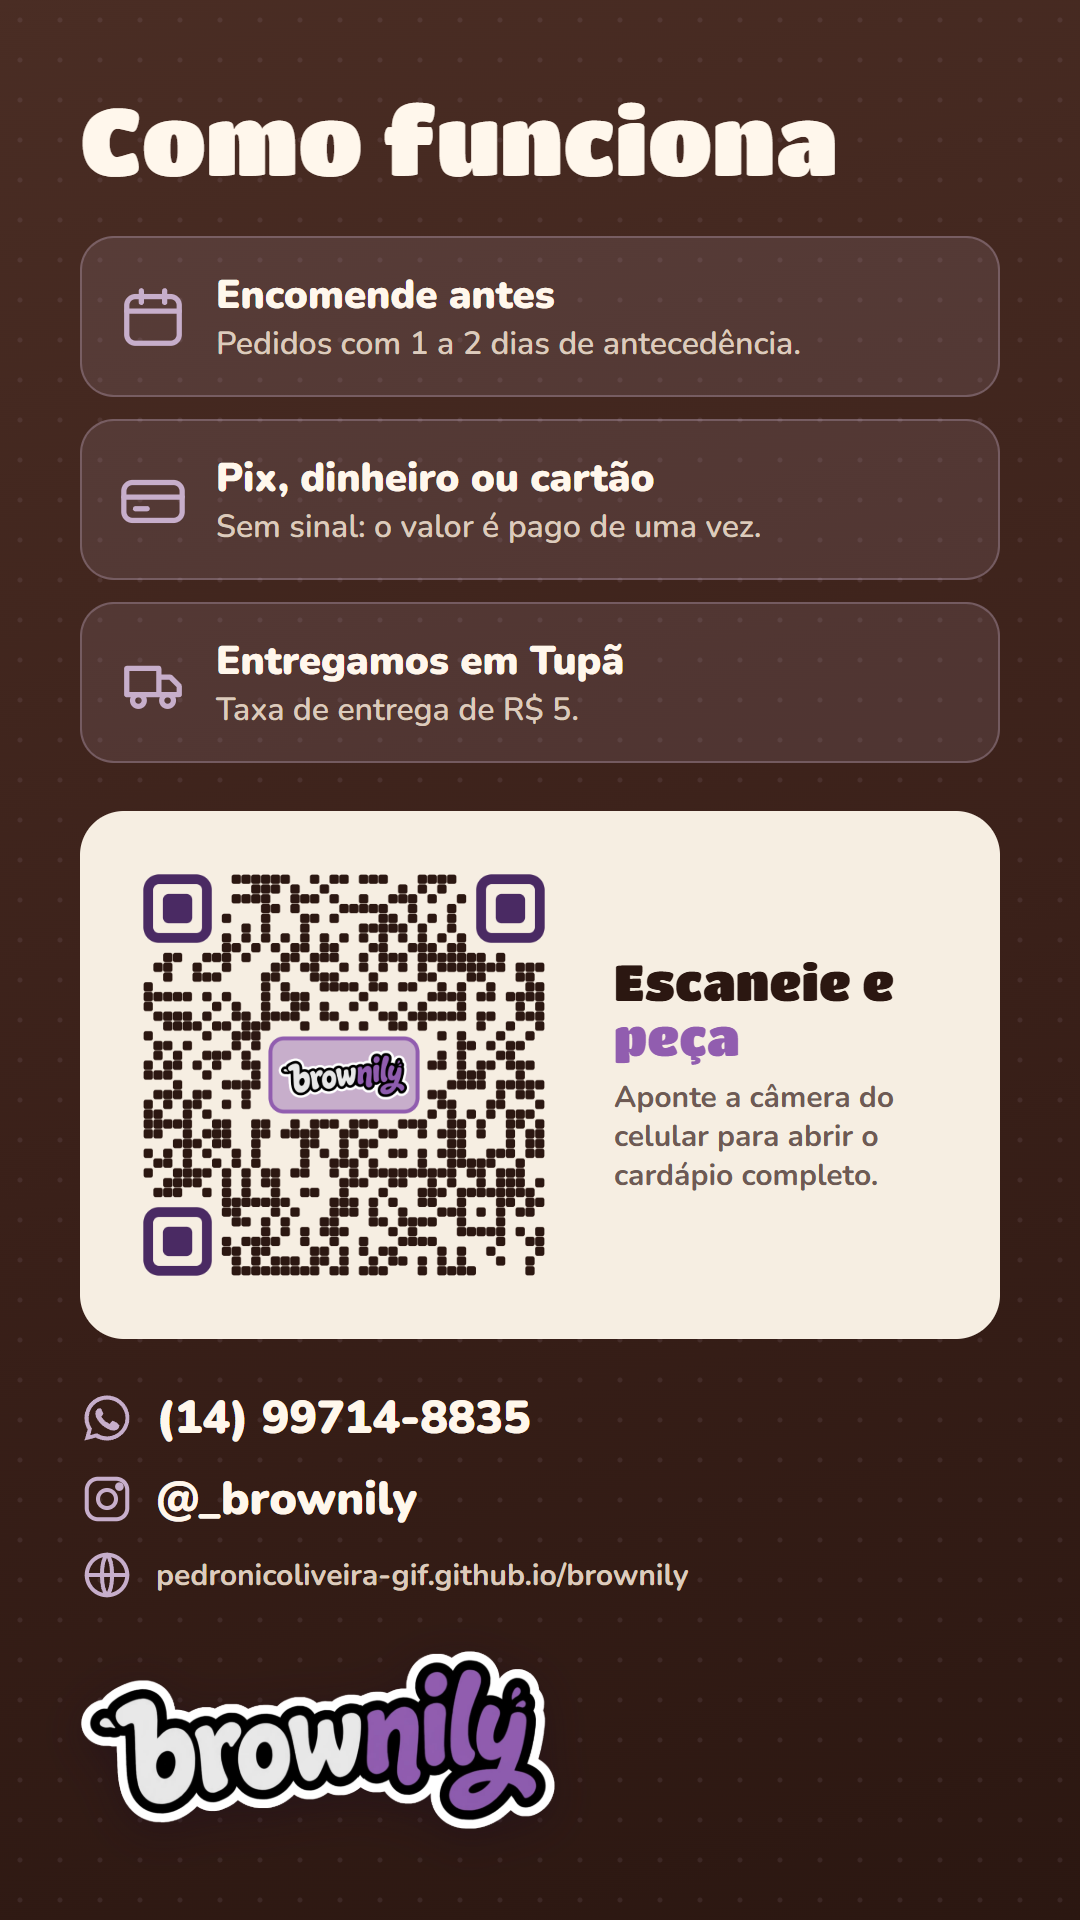 Como funciona
Encomende antes
Pedidos com 1 a 2 dias de antecedência.
Pix, dinheiro ou cartão
Sem sinal: o valor é pago de uma vez.
Entregamos em Tupã
Taxa de entrega de R$ 5.
brownily
Escaneie e
peça
Aponte a câmera do
celular para abrir o
cardápio completo.
(14) 99714-8835
@_brownily
pedronicoliveira-gif.github.io/brownily
brownily